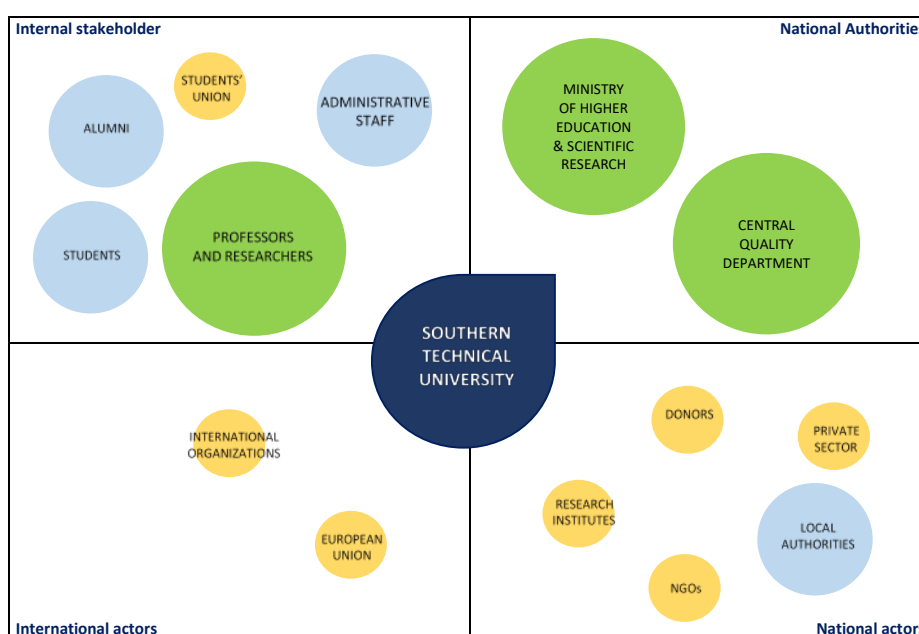 Internal stakeholder
National Authoritie
STUDENTS'
UNION
ALUMNI
ADMINISTRATIVE
STAFF
STUDENTS
PROFESSORS
AND RESEARCHERS
MINISTRY
OF HIGHER
EDUCATION
& SCIENTIFIC
RESEARCH
CENTRAL
QUALITY
DEPARTMENT
SOUTHERN
TECHNICAL
UNIVERSITY
INTERNATIONAL
ORGANIZATIONS
EUROPEAN
UNION
DONORS
PRIVATE
SECTOR
RESEARCH
INSTITUTES
LOCAL
AUTHORITIES
NGOs
International actors
National actor